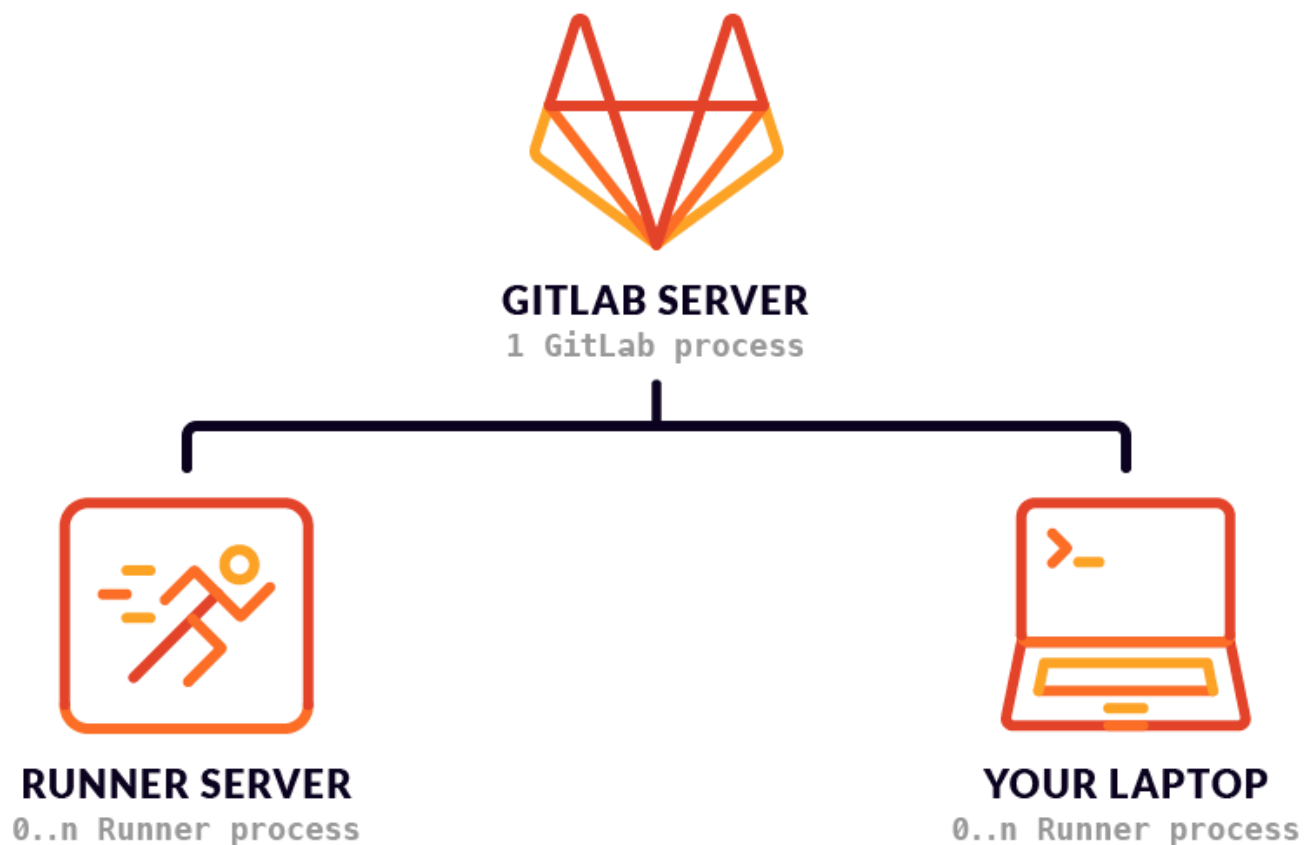 GITLAB SERVER
1 GitLab process
>_
RUNNER SERVER
0..n Runner process
YOUR LAPTOP
0..n Runner process